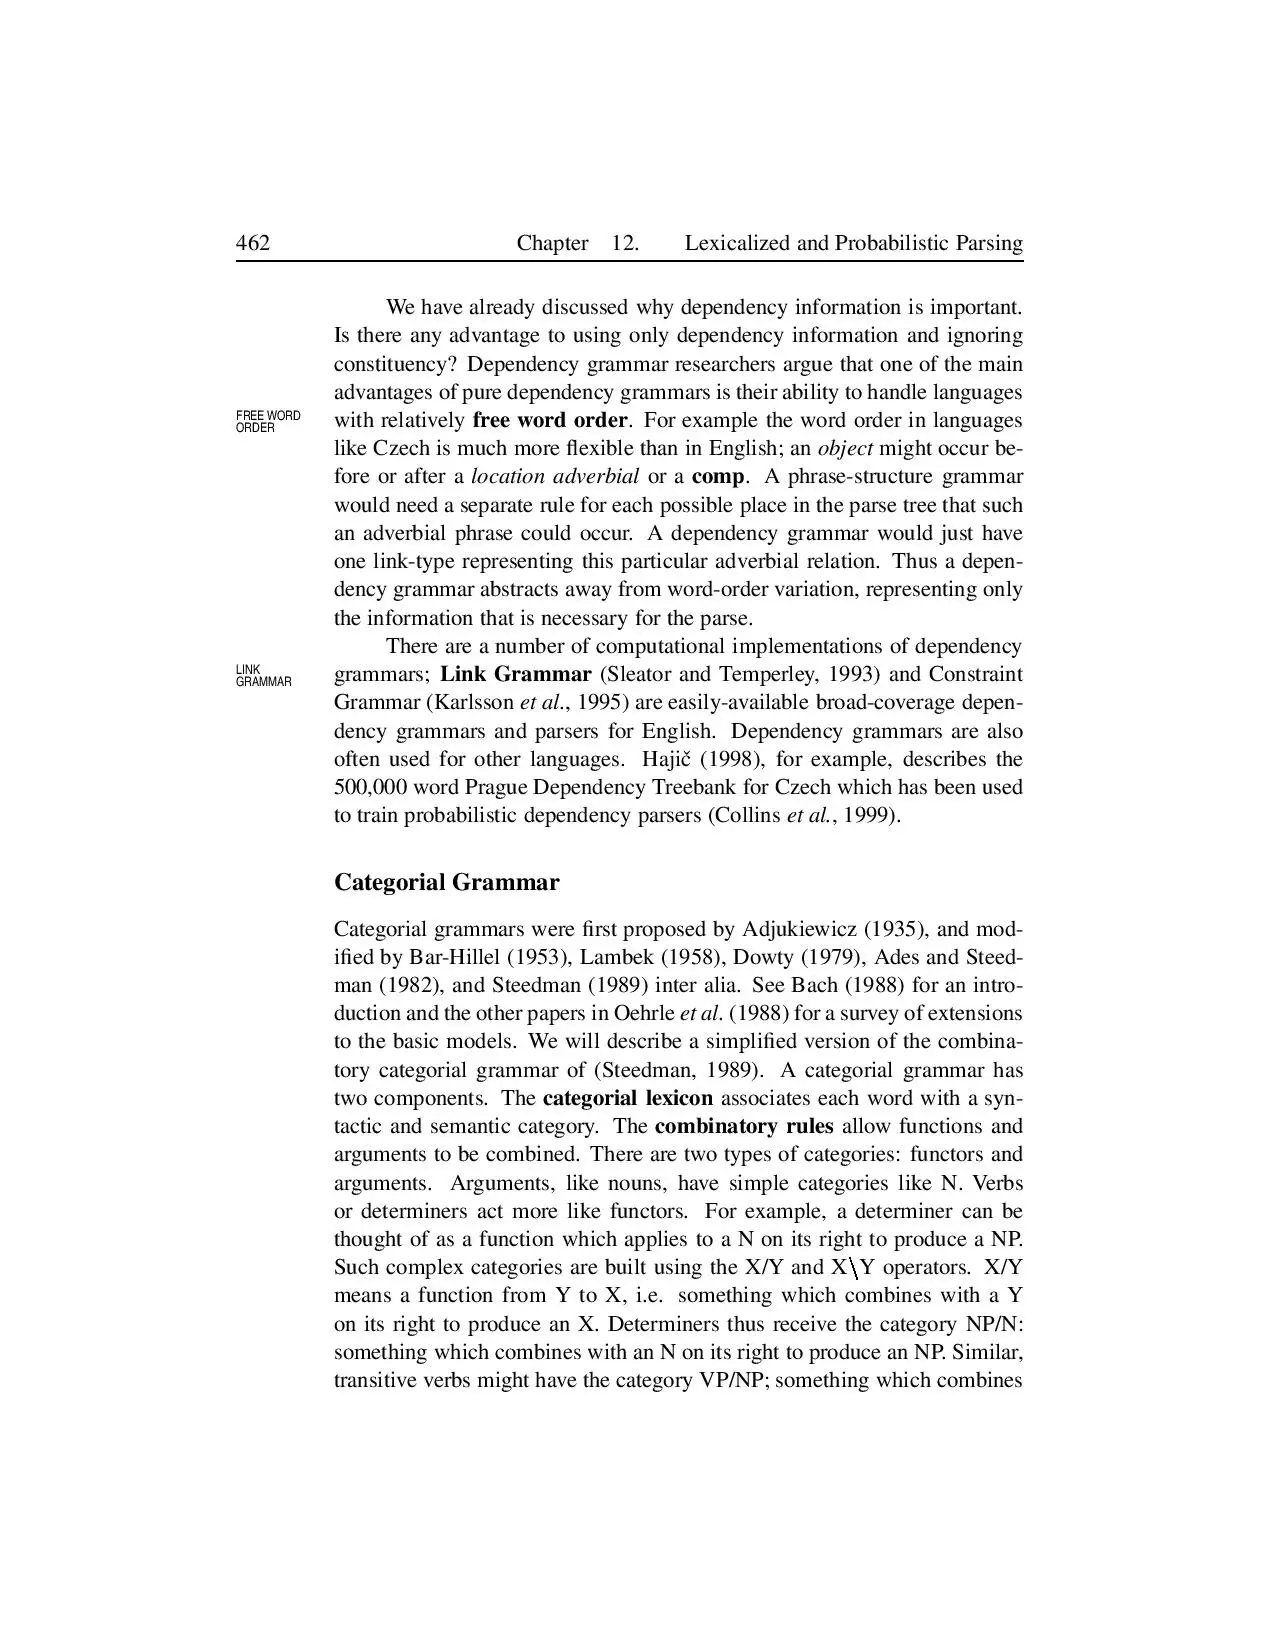 462 Chapter 12. Lexicalized and Probabilistic Parsing
We have already discussed why dependency information is important.
Is there any advantage to using only dependency information and ignoring
constituency? Dependency grammar researchers argue that one of the main
advantages of pure dependency grammars is their ability to handle languages
FREE WORD
ORDER
with relatively free word order. For example the word order in languages
like Czech is much more flexible than in English; an object might occur be-
fore or after a location adverbial or a comp. A phrase-structure grammar
would need a separate rule for each possible place in the parse tree that such
an adverbial phrase could occur. A dependency grammar would just have
one link-type representing this particular adverbial relation. Thus a depen-
dency grammar abstracts away from word-order variation, representing only
the information that is necessary for the parse.
There are a number of computational implementations of dependency
LINK
GRAMMAR
grammars; Link Grammar (Sleator and Temperley, 1993) and Constraint
Grammar (Karlsson et al., 1995) are easily-available broad-coverage depen-
dency grammars and parsers for English. Dependency grammars are also
often used for other languages. Hajič (1998), for example, describes the
500,000 word Prague Dependency Treebank for Czech which has been used
to train probabilistic dependency parsers (Collins et al., 1999).
Categorial Grammar
Categorial grammars were first proposed by Adjukiewicz (1935), and mod-
ified by Bar-Hillel (1953), Lambek (1958), Dowty (1979), Ades and Steed-
man (1982), and Steedman (1989) inter alia. See Bach (1988) for an intro-
duction and the other papers in Oehrle et al. (1988) for a survey of extensions
to the basic models. We will describe a simplified version of the combina-
tory categorial grammar of (Steedman, 1989). A categorial grammar has
two components. The categorial lexicon associates each word with a syn-
tactic and semantic category. The combinatory rules allow functions and
arguments to be combined. There are two types of categories: functors and
arguments. Arguments, like nouns, have simple categories like N. Verbs
or determiners act more like functors. For example, a determiner can be
thought of as a function which applies to a N on its right to produce a NP.
Such complex categories are built using the X/Y and X\Y operators. X/Y
means a function from Y to X, i.e. something which combines with a Y
on its right to produce an X. Determiners thus receive the category NP/N:
something which combines with an N on its right to produce an NP. Similar,
transitive verbs might have the category VP/NP; something which combines